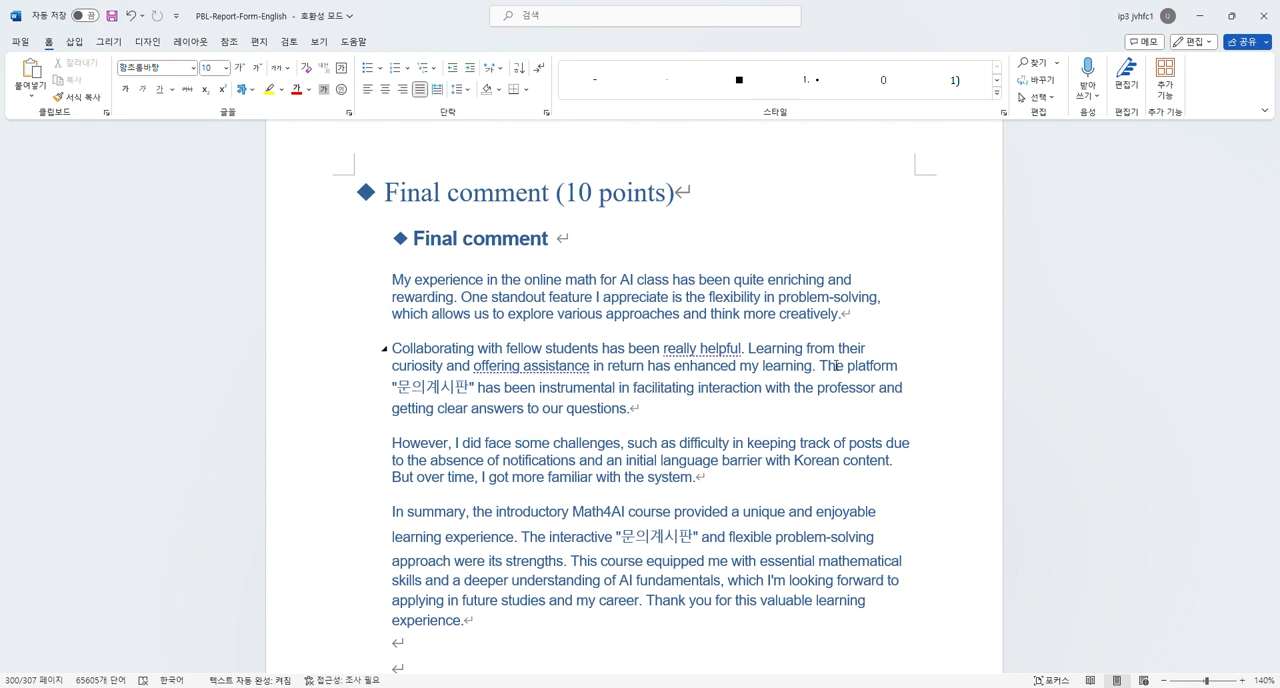 자동 저장 끔 PBL-Report-Form-English - 호환성 모드 검색 ip3 jvhfc1
파일 홈 삽입 그리기 디자인 레이아웃 참조 편지 검토 보기 도움말 메모 편집 공유
붙여넣기 잘라내기 복사 서식 복사
함초롬바탕 10
1. • 0 1)
찾기 바꾸기 선택
받아쓰기 편집기 추가 기능
클립보드 글꼴 단락 스타일 편집 음성 편집기 추가 기능
◆ Final comment (10 points)↵
◆ Final comment ↵
My experience in the online math for AI class has been quite enriching and
rewarding. One standout feature I appreciate is the flexibility in problem-solving,
which allows us to explore various approaches and think more creatively.↵
Collaborating with fellow students has been really helpful. Learning from their
curiosity and offering assistance in return has enhanced my learning. The platform
"문의계시판" has been instrumental in facilitating interaction with the professor and
getting clear answers to our questions.↵
However, I did face some challenges, such as difficulty in keeping track of posts due
to the absence of notifications and an initial language barrier with Korean content.
But over time, I got more familiar with the system.↵
In summary, the introductory Math4AI course provided a unique and enjoyable
learning experience. The interactive "문의계시판" and flexible problem-solving
approach were its strengths. This course equipped me with essential mathematical
skills and a deeper understanding of AI fundamentals, which I'm looking forward to
applying in future studies and my career. Thank you for this valuable learning
experience.↵
↵
↵
300/307 페이지 65605개 단어 한국어 텍스트 자동 완성: 켜짐 접근성: 조사 필요 포커스 140%